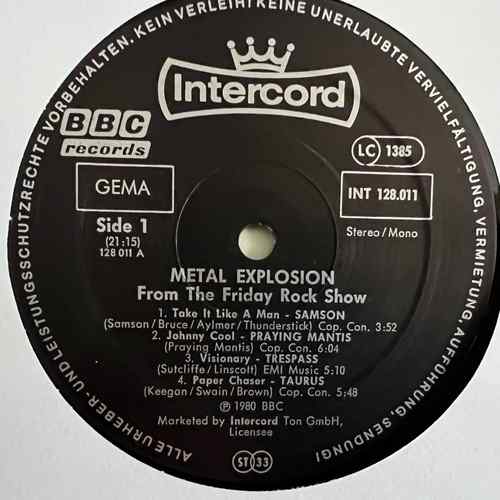 ALLE URHEBER- UND LEISTUNGSSCHUTZRECHTE VORBEHALTEN. KEIN VERLEIH! KEINE UNERLAUBTE VERVIELFÄLTIGUNG, VERMIETUNG, AUFFÜHRUNG, SENDUNG!
Intercord
BBC
records
LC 1385
GEMA
INT 128.011
Side 1
(21:15)
128 011 A
Stereo/Mono
METAL EXPLOSION
From The Friday Rock Show
1. Take It Like A Man - SAMSON
(Samson/Bruce/Aylmer/Thunderstick) Cop. Con. 3:52
2. Johnny Cool - PRAYING MANTIS
(Praying Mantis) Cop. Con. 6:04
3. Visionary - TRESPASS
(Sutcliffe/Linscott) EMI Music 5:10
4. Paper Chaser - TAURUS
(Keegan/Swain/Brown) Cop. Con. 5:48
℗ 1980 BBC
Marketed by Intercord Ton GmbH,
Licensee
ST 33